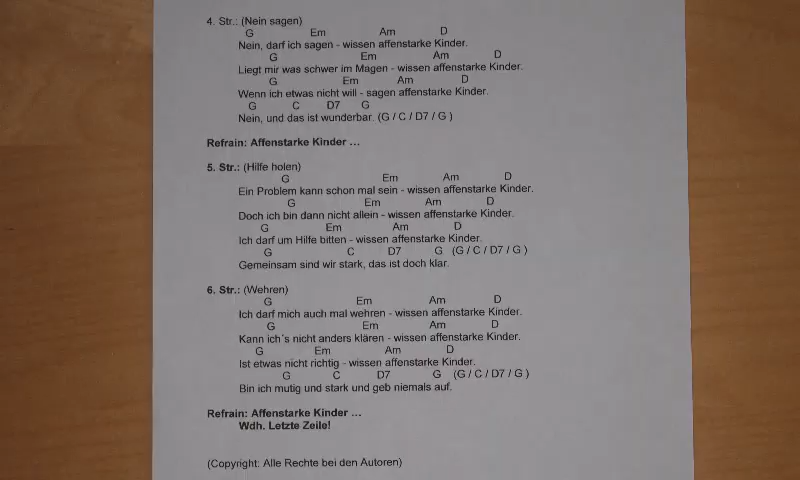 4. Str.: (Nein sagen)
G Em Am D
Nein, darf ich sagen - wissen affenstarke Kinder.
G Em Am D
Liegt mir was schwer im Magen - wissen affenstarke Kinder.
G Em Am D
Wenn ich etwas nicht will - sagen affenstarke Kinder.
G C D7 G
Nein, und das ist wunderbar. (G / C / D7 / G )
Refrain: Affenstarke Kinder ...
5. Str.: (Hilfe holen)
G Em Am D
Ein Problem kann schon mal sein - wissen affenstarke Kinder.
G Em Am D
Doch ich bin dann nicht allein - wissen affenstarke Kinder.
G Em Am D
Ich darf um Hilfe bitten - wissen affenstarke Kinder.
G C D7 G (G / C / D7 / G )
Gemeinsam sind wir stark, das ist doch klar.
6. Str.: (Wehren)
G Em Am D
Ich darf mich auch mal wehren - wissen affenstarke Kinder.
G Em Am D
Kann ich`s nicht anders klären - wissen affenstarke Kinder.
G Em Am D
Ist etwas nicht richtig - wissen affenstarke Kinder.
G C D7 G (G / C / D7 / G )
Bin ich mutig und stark und geb niemals auf.
Refrain: Affenstarke Kinder ...
Wdh. Letzte Zeile!
(Copyright: Alle Rechte bei den Autoren)